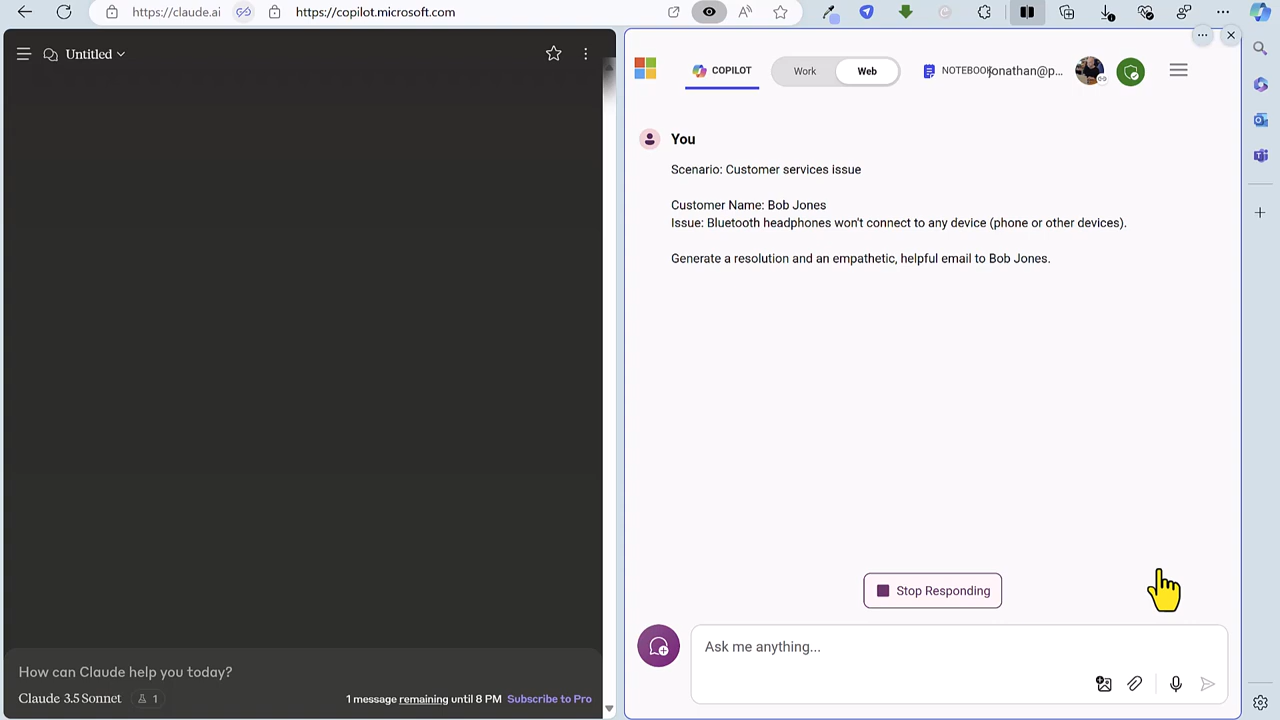 https://claude.ai
https://copilot.microsoft.com
Untitled
COPILOT
Work
Web
NOTEBOOK
jonathan@p...
You
Scenario: Customer services issue
Customer Name: Bob Jones
Issue: Bluetooth headphones won't connect to any device (phone or other devices).
Generate a resolution and an empathetic, helpful email to Bob Jones.
Stop Responding
Ask me anything...
How can Claude help you today?
Claude 3.5 Sonnet
1
1 message remaining until 8 PM Subscribe to Pro